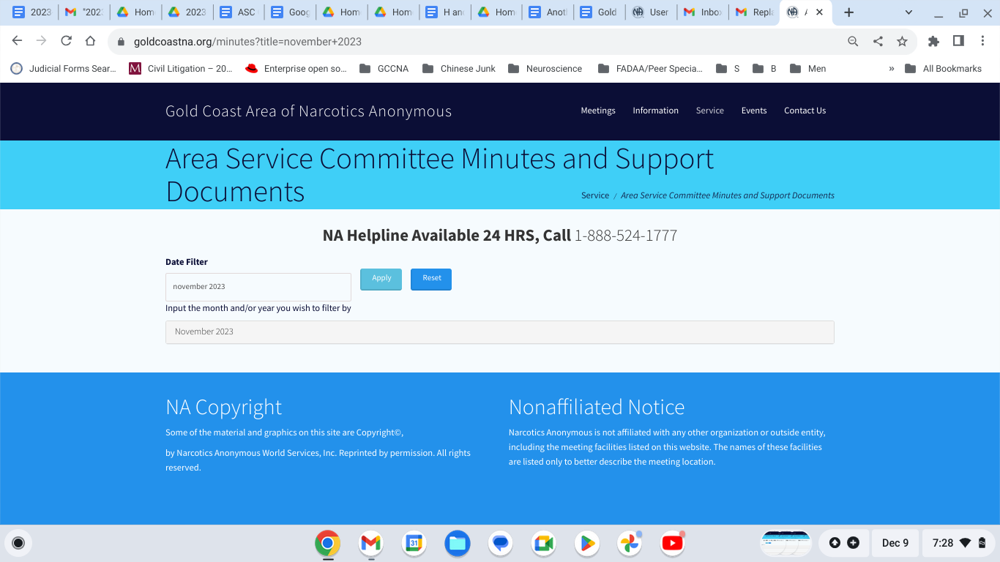 2023
"202
Hom
2023
ASC
Goog
Hom
Hom
H an
Hom
Anot
Gold
User
Inbox
Repl
goldcoastna.org/minutes?title=november+2023
Judicial Forms Sear...
Civil Litigation – 20...
Enterprise open so...
GCCNA
Chinese Junk
Neuroscience
FADAA/Peer Specia...
S
B
Men
»
All Bookmarks
Gold Coast Area of Narcotics Anonymous
Meetings
Information
Service
Events
Contact Us
Area Service Committee Minutes and Support
Documents
Service / Area Service Committee Minutes and Support Documents
NA Helpline Available 24 HRS, Call 1-888-524-1777
Date Filter
november 2023
Apply
Reset
Input the month and/or year you wish to filter by
November 2023
NA Copyright
Some of the material and graphics on this site are Copyright©,
by Narcotics Anonymous World Services, Inc. Reprinted by permission. All rights
reserved.
Nonaffiliated Notice
Narcotics Anonymous is not affiliated with any other organization or outside entity,
including the meeting facilities listed on this website. The names of these facilities
are listed only to better describe the meeting location.
31
Dec 9
7:28